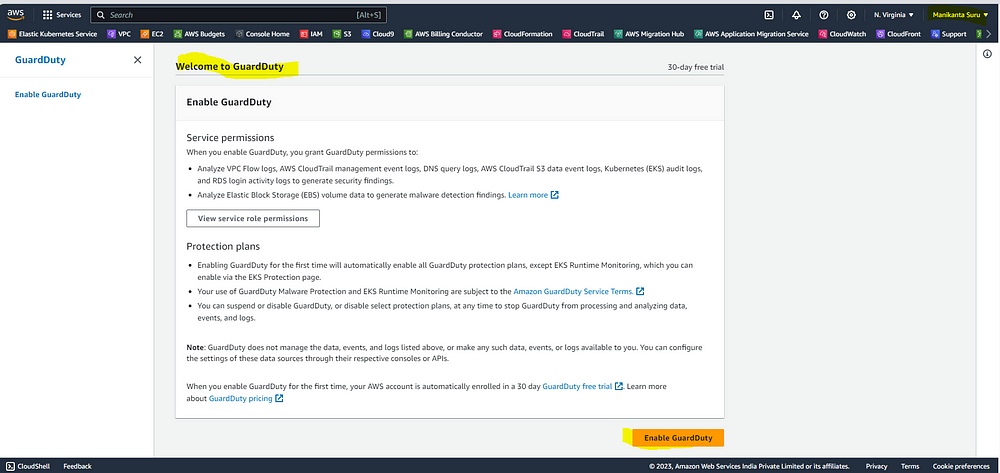 aws Services Search [Alt+S] N. Virginia Manikanta Suru
Elastic Kubernetes Service VPC EC2 AWS Budgets Console Home IAM S3 Cloud9 AWS Billing Conductor CloudFormation CloudTrail AWS Migration Hub AWS Application Migration Service CloudWatch CloudFront Support
GuardDuty
Enable GuardDuty
Welcome to GuardDuty
30-day free trial
Enable GuardDuty
Service permissions
When you enable GuardDuty, you grant GuardDuty permissions to:
• Analyze VPC Flow logs, AWS CloudTrail management event logs, DNS query logs, AWS CloudTrail S3 data event logs, Kubernetes (EKS) audit logs,
and RDS login activity logs to generate security findings.
• Analyze Elastic Block Storage (EBS) volume data to generate malware detection findings. Learn more
View service role permissions
Protection plans
• Enabling GuardDuty for the first time will automatically enable all GuardDuty protection plans, except EKS Runtime Monitoring, which you can
enable via the EKS Protection page.
• Your use of GuardDuty Malware Protection and EKS Runtime Monitoring are subject to the Amazon GuardDuty Service Terms.
• You can suspend or disable GuardDuty, or disable select protection plans, at any time to stop GuardDuty from processing and analyzing data,
events, and logs.
Note: GuardDuty does not manage the data, events, and logs listed above, or make any such data, events, or logs available to you. You can configure
the settings of these data sources through their respective consoles or APIs.
When you enable GuardDuty for the first time, your AWS account is automatically enrolled in a 30 day GuardDuty free trial. Learn more
about GuardDuty pricing
Enable GuardDuty
CloudShell Feedback © 2023, Amazon Web Services India Private Limited or its affiliates. Privacy Terms Cookie preferences